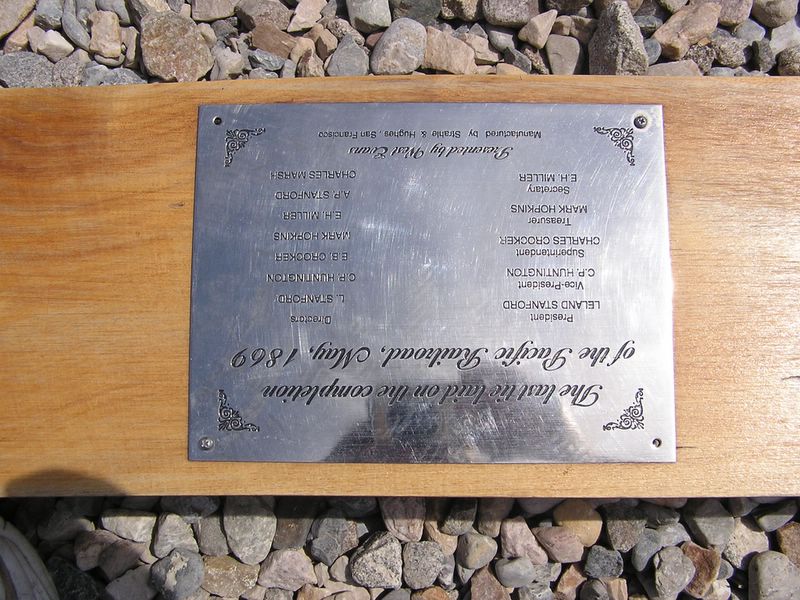 The last tie laid on the completion
of the Pacific Railroad, May, 1869
President
LELAND STANFORD
Vice-President
C.P. HUNTINGTON
Superintendent
CHARLES CROCKER
Treasurer
MARK HOPKINS
Secretary
E.H. MILLER
Directors
L. STANFORD,
C.P. HUNTINGTON
E.B. CROCKER
MARK HOPKINS
E.H. MILLER
A.P. STANFORD
CHARLES MARSH
Presented by West Evans
Manufactured by Strahle & Hughes, San Francisco